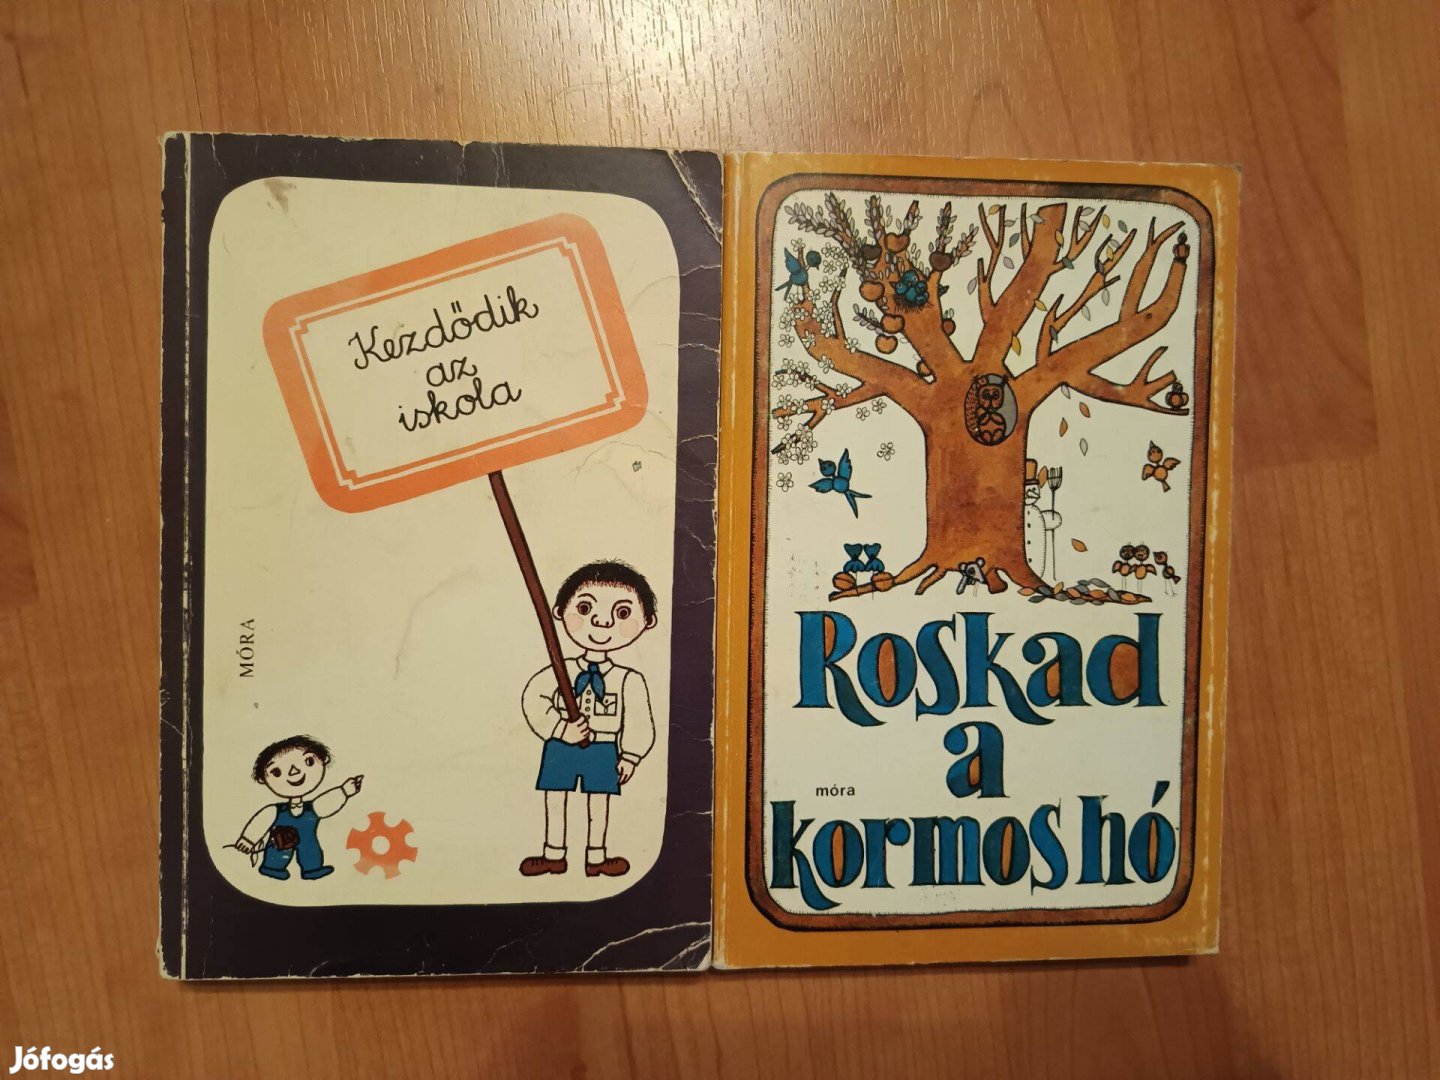 Kezdődik
az
iskola
MÓRA
Roskad
a
móra
kormos hó
Jófogás